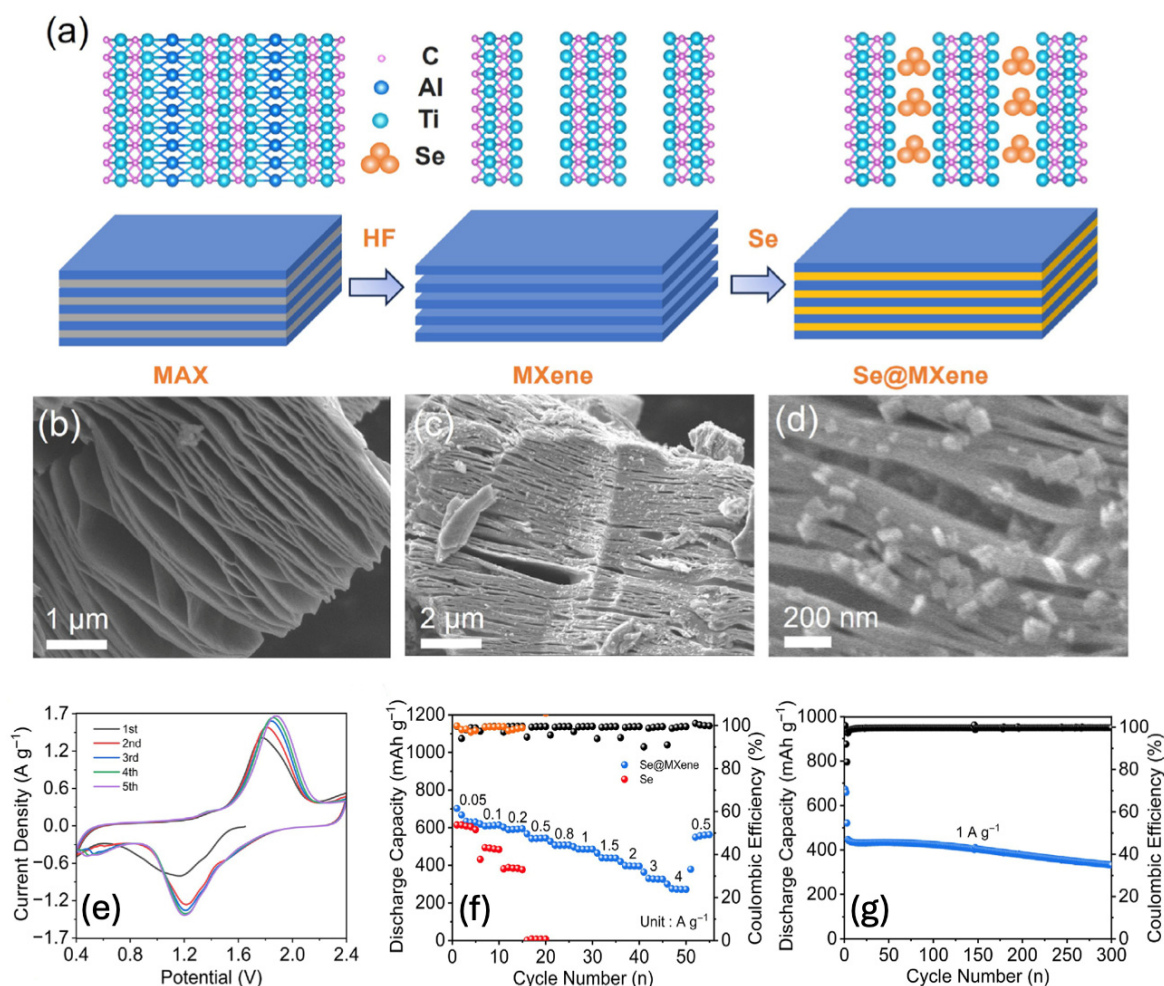 (a)
C
Al
Ti
Se
HF
Se
MAX
MXene
Se@MXene
(b)
1 μm
(c)
2 μm
(d)
200 nm
1.7
1.2
0.6
0.0
−0.6
−1.2
−1.7
Current Density (A g⁻¹)
1st
2nd
3rd
4th
5th
(e)
0.4 1.2 1.6 2.0 2.4
Potential (V)
1200
1000
800
600
400
200
0
Discharge Capacity (mAh g⁻¹)
Se@MXene
Se
0.05
0.1
0.2
0.5
0.8
1
1.5
2
3
4
0.5
Unit : A g⁻¹
(f)
100
80
60
40
20
0
Coulombic Efficiency (%)
0 10 20 30 40 50
Cycle Number (n)
1000
800
600
400
200
0
Discharge Capacity (mAh g⁻¹)
1 A g⁻¹
(g)
100
80
60
40
20
0
Coulombic Efficiency (%)
0 50 100 150 200 250 300
Cycle Number (n)